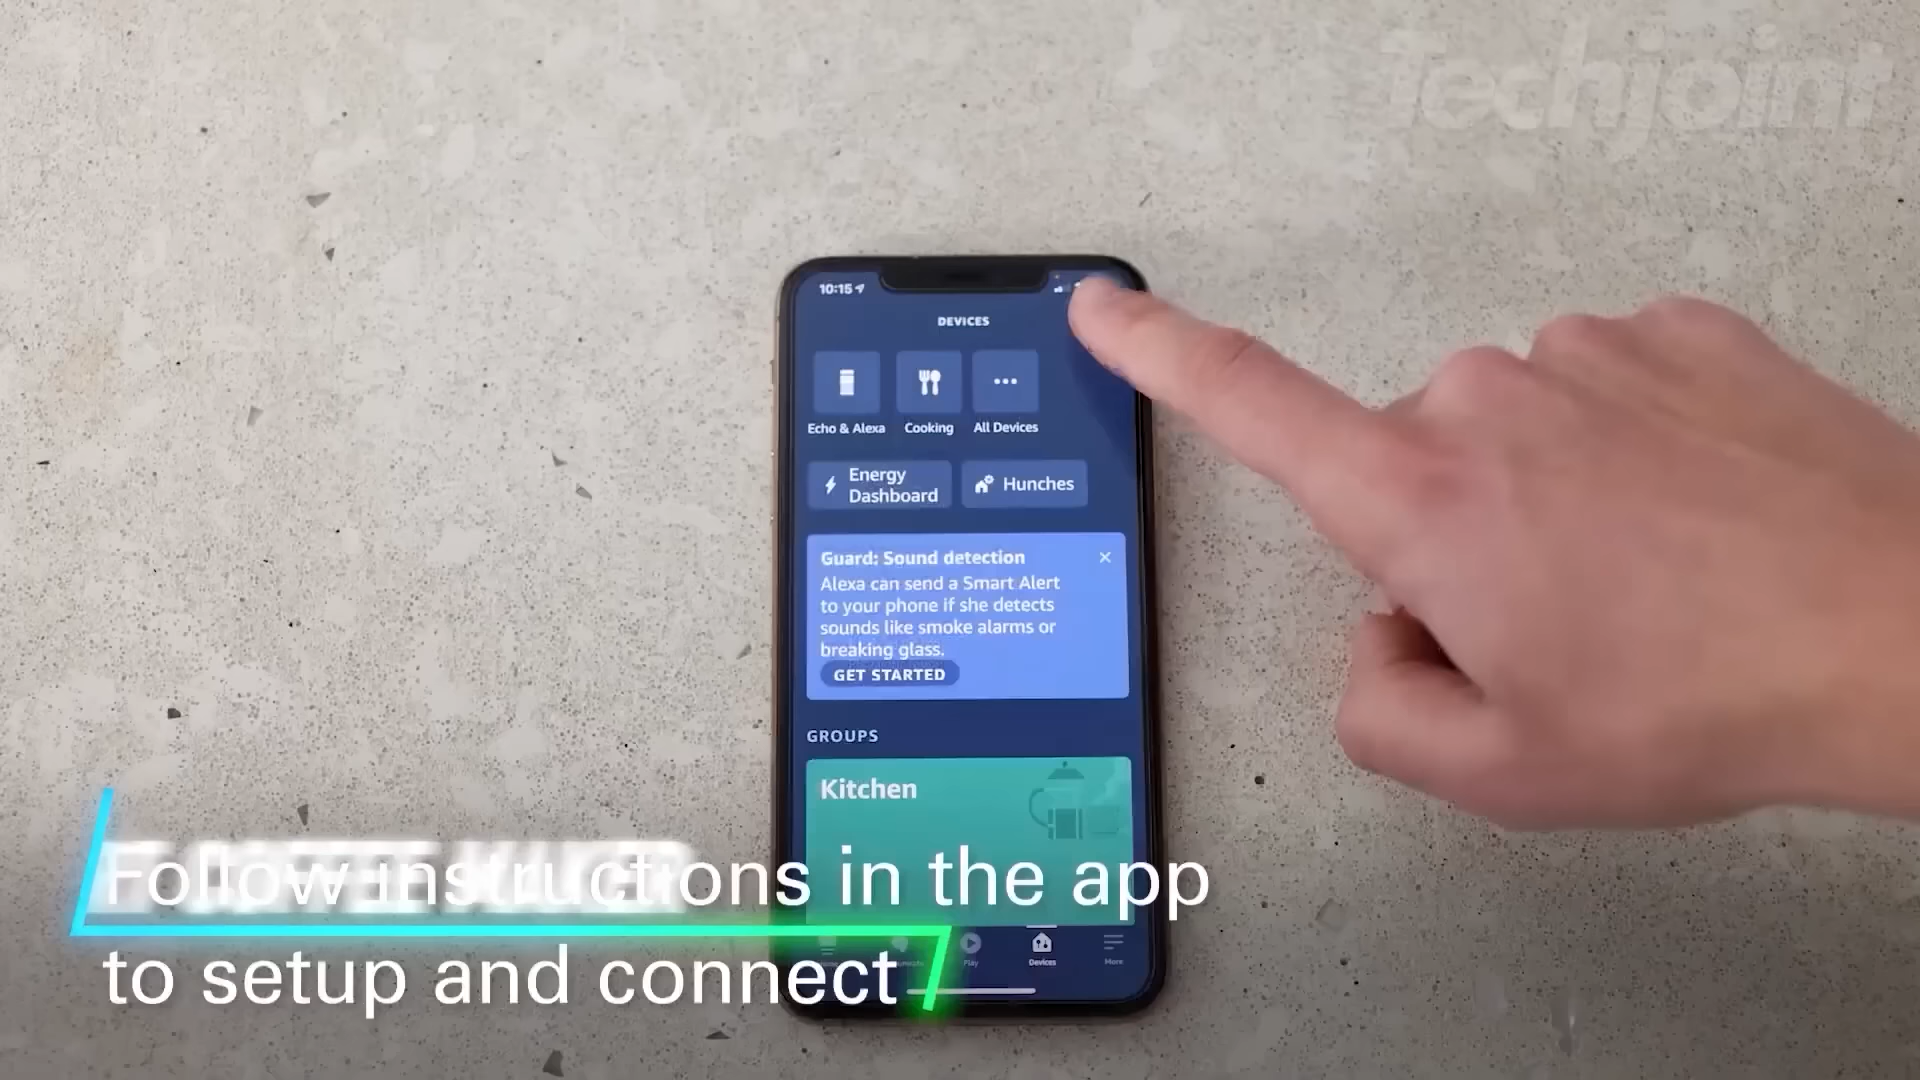 Techjoint
10:15
DEVICES
Echo & Alexa
Cooking
All Devices
Energy
Dashboard
Hunches
Guard: Sound detection
Alexa can send a Smart Alert
to your phone if she detects
sounds like smoke alarms or
breaking glass.
GET STARTED
GROUPS
Kitchen
Follow instructions in the app
to setup and connect
Play
Devices
More